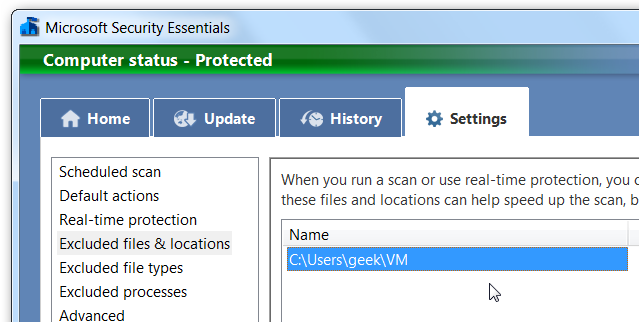 Microsoft Security Essentials
Computer status - Protected
Home Update History Settings
Scheduled scan
Default actions
Real-time protection
Excluded files & locations
Excluded file types
Excluded processes
Advanced
When you run a scan or use real-time protection, you
these files and locations can help speed up the scan,
Name
C:\Users\geek\VM